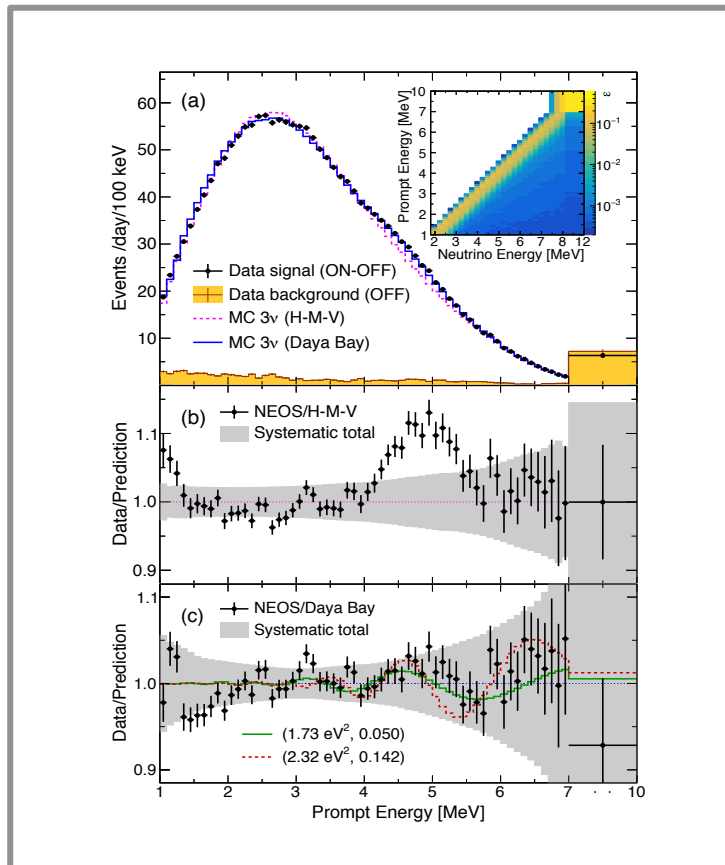 (a)
Events /day/100 keV
60
50
40
30
20
10
Data signal (ON-OFF)
Data background (OFF)
MC 3ν (H-M-V)
MC 3ν (Daya Bay)
Prompt Energy [MeV]
10
7
6
5
4
3
2
1
2 3 4 5 6 7 8 12
Neutrino Energy [MeV]
ε
10⁻¹
10⁻²
10⁻³
(b)
Data/Prediction
1.1
1.0
0.9
NEOS/H-M-V
Systematic total
(c)
Data/Prediction
1.1
1.0
0.9
NEOS/Daya Bay
Systematic total
(1.73 eV², 0.050)
(2.32 eV², 0.142)
1 2 3 4 5 6 7 10
Prompt Energy [MeV]